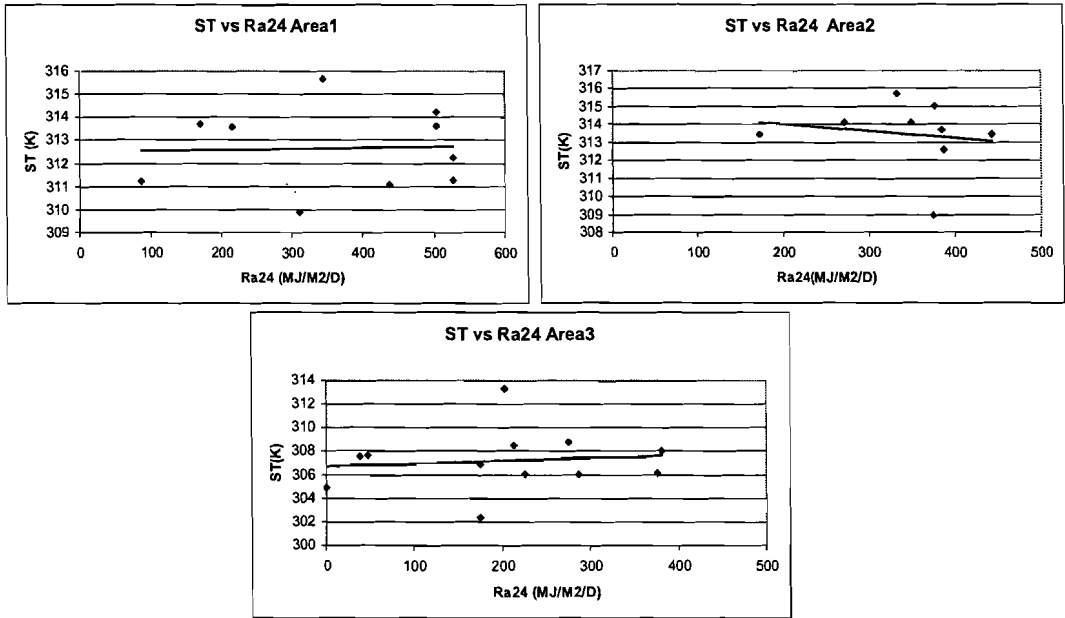 ST vs Ra24 Area1
316
315
314
313
312
311
310
309
ST (K)
0 100 200 300 400 500 600
Ra24 (MJ/M2/D)
ST vs Ra24 Area2
317
316
315
314
313
312
311
310
309
308
ST(K)
0 100 200 300 400 500
Ra24(MJ/M2/D)
ST vs Ra24 Area3
314
312
310
308
306
304
302
300
ST(K)
0 100 200 300 400 500
Ra24 (MJ/M2/D)